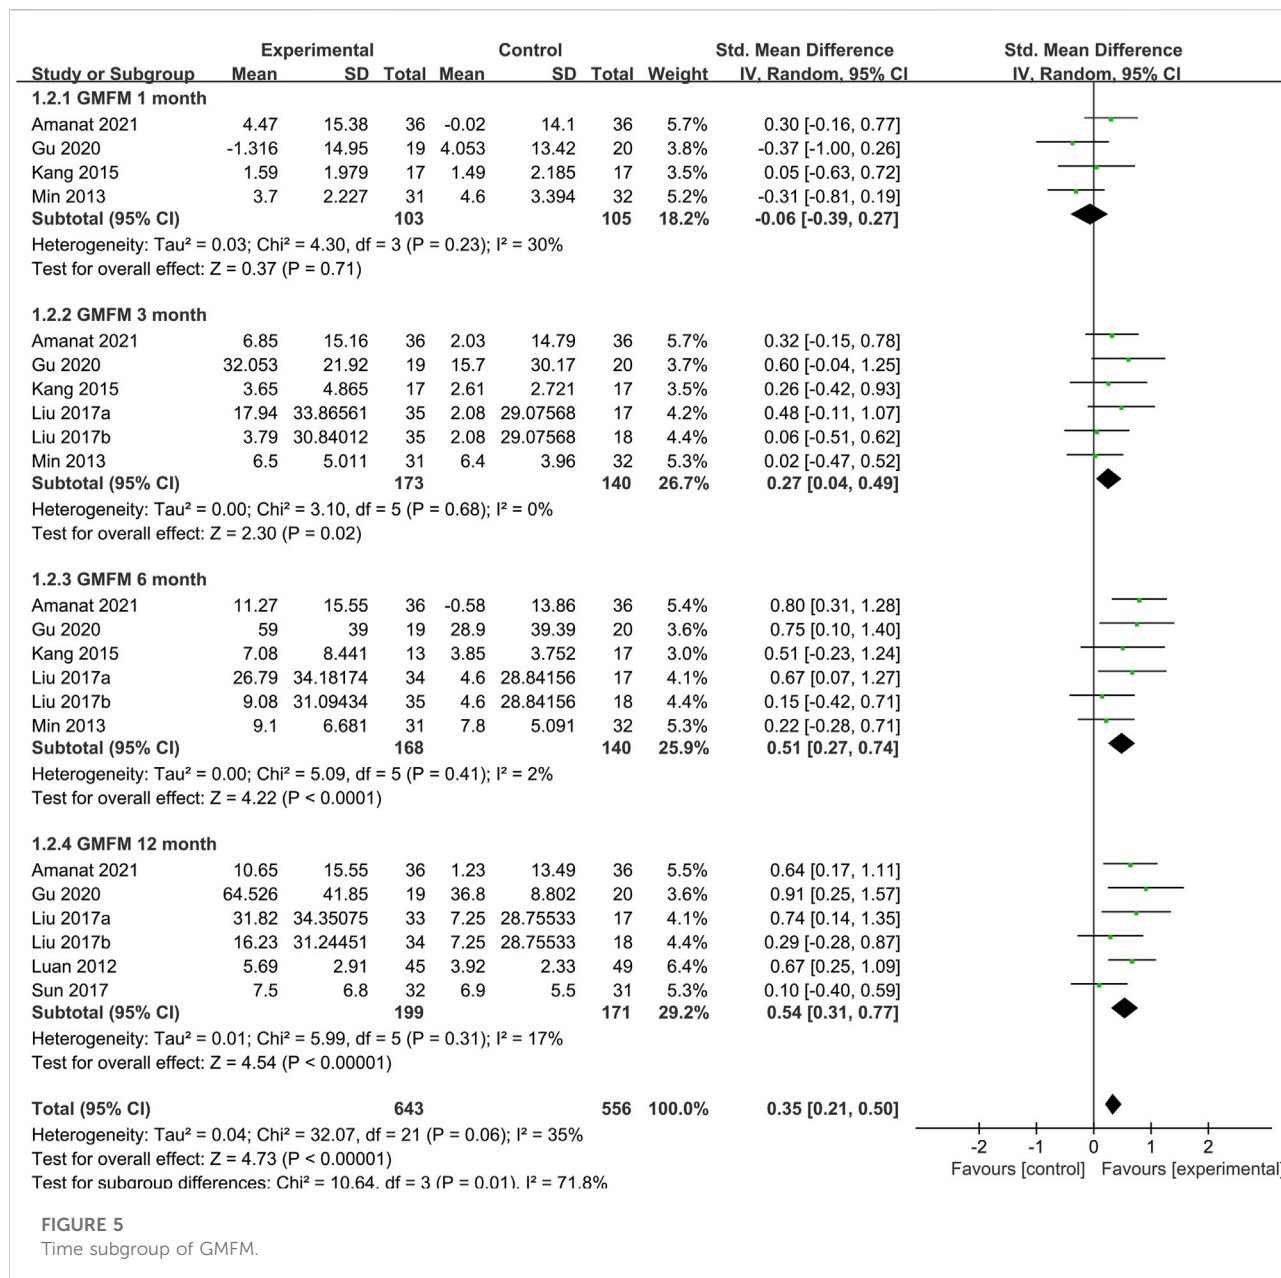 Experimental Control Std. Mean Difference Std. Mean Difference
Study or Subgroup Mean SD Total Mean SD Total Weight IV, Random, 95% CI IV, Random, 95% CI
1.2.1 GMFM 1 month
Amanat 2021 4.47 15.38 36 -0.02 14.1 36 5.7% 0.30 [-0.16, 0.77]
Gu 2020 -1.316 14.95 19 4.053 13.42 20 3.8% -0.37 [-1.00, 0.26]
Kang 2015 1.59 1.979 17 1.49 2.185 17 3.5% 0.05 [-0.63, 0.72]
Min 2013 3.7 2.227 31 4.6 3.394 32 5.2% -0.31 [-0.81, 0.19]
Subtotal (95% CI) 103 105 18.2% -0.06 [-0.39, 0.27]
Heterogeneity: Tau² = 0.03; Chi² = 4.30, df = 3 (P = 0.23); I² = 30%
Test for overall effect: Z = 0.37 (P = 0.71)
1.2.2 GMFM 3 month
Amanat 2021 6.85 15.16 36 2.03 14.79 36 5.7% 0.32 [-0.15, 0.78]
Gu 2020 32.053 21.92 19 15.7 30.17 20 3.7% 0.60 [-0.04, 1.25]
Kang 2015 3.65 4.865 17 2.61 2.721 17 3.5% 0.26 [-0.42, 0.93]
Liu 2017a 17.94 33.86561 35 2.08 29.07568 17 4.2% 0.48 [-0.11, 1.07]
Liu 2017b 3.79 30.84012 35 2.08 29.07568 18 4.4% 0.06 [-0.51, 0.62]
Min 2013 6.5 5.011 31 6.4 3.96 32 5.3% 0.02 [-0.47, 0.52]
Subtotal (95% CI) 173 140 26.7% 0.27 [0.04, 0.49]
Heterogeneity: Tau² = 0.00; Chi² = 3.10, df = 5 (P = 0.68); I² = 0%
Test for overall effect: Z = 2.30 (P = 0.02)
1.2.3 GMFM 6 month
Amanat 2021 11.27 15.55 36 -0.58 13.86 36 5.4% 0.80 [0.31, 1.28]
Gu 2020 59 39 19 28.9 39.39 20 3.6% 0.75 [0.10, 1.40]
Kang 2015 7.08 8.441 13 3.85 3.752 17 3.0% 0.51 [-0.23, 1.24]
Liu 2017a 26.79 34.18174 34 4.6 28.84156 17 4.1% 0.67 [0.07, 1.27]
Liu 2017b 9.08 31.09434 35 4.6 28.84156 18 4.4% 0.15 [-0.42, 0.71]
Min 2013 9.1 6.681 31 7.8 5.091 32 5.3% 0.22 [-0.28, 0.71]
Subtotal (95% CI) 168 140 25.9% 0.51 [0.27, 0.74]
Heterogeneity: Tau² = 0.00; Chi² = 5.09, df = 5 (P = 0.41); I² = 2%
Test for overall effect: Z = 4.22 (P < 0.0001)
1.2.4 GMFM 12 month
Amanat 2021 10.65 15.55 36 1.23 13.49 36 5.5% 0.64 [0.17, 1.11]
Gu 2020 64.526 41.85 19 36.8 8.802 20 3.6% 0.91 [0.25, 1.57]
Liu 2017a 31.82 34.35075 33 7.25 28.75533 17 4.1% 0.74 [0.14, 1.35]
Liu 2017b 16.23 31.24451 34 7.25 28.75533 18 4.4% 0.29 [-0.28, 0.87]
Luan 2012 5.69 2.91 45 3.92 2.33 49 6.4% 0.67 [0.25, 1.09]
Sun 2017 7.5 6.8 32 6.9 5.5 31 5.3% 0.10 [-0.40, 0.59]
Subtotal (95% CI) 199 171 29.2% 0.54 [0.31, 0.77]
Heterogeneity: Tau² = 0.01; Chi² = 5.99, df = 5 (P = 0.31); I² = 17%
Test for overall effect: Z = 4.54 (P < 0.00001)
Total (95% CI) 643 556 100.0% 0.35 [0.21, 0.50]
Heterogeneity: Tau² = 0.04; Chi² = 32.07, df = 21 (P = 0.06); I² = 35%
Test for overall effect: Z = 4.73 (P < 0.00001)
Test for subgroup differences: Chi² = 10.64, df = 3 (P = 0.01), I² = 71.8%
-2 -1 0 1 2
Favours [control] Favours [experimental]
FIGURE 5
Time subgroup of GMFM.